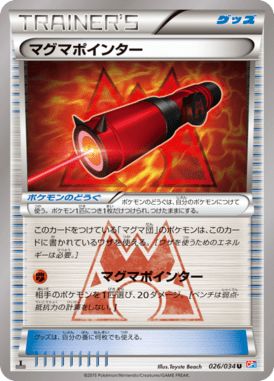 TRAINER'S グッズ
マグマポインター
ポケモンのどうぐ ポケモンのどうぐは、自分のポケモンにつけて
使う。ポケモン1匹につき1枚だけつけられ、つけたままにする。
このカードをつけている「マグマ団」のポケモンは、このカー
ドに書かれているワザを使える。[ワザを使うためのエネル
ギーは必要。]
マグマポインター
相手のポケモンを1匹選び、20ダメージ。[ベンチは弱点・
抵抗力の計算をしない。]
グッズは、自分の番に何枚でも使える。
Illus. Toyste Beach 026/034 U
©2015 Pokémon/Nintendo/Creatures/GAME FREAK.